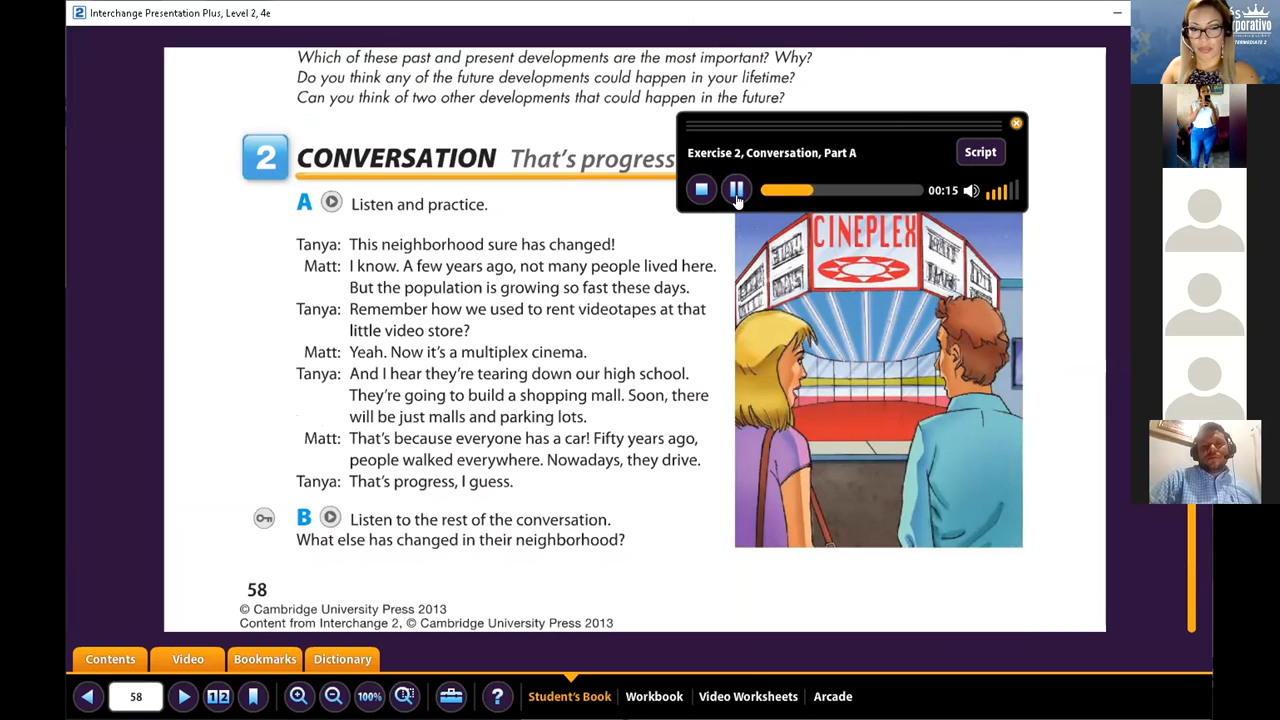 Interchange Presentation Plus, Level 2, 4e
Which of these past and present developments are the most important? Why?
Do you think any of the future developments could happen in your lifetime?
Can you think of two other developments that could happen in the future?
2 CONVERSATION That's progress
Exercise 2, Conversation, Part A
Script
00:15
A Listen and practice.
Tanya: This neighborhood sure has changed!
Matt: I know. A few years ago, not many people lived here.
But the population is growing so fast these days.
Tanya: Remember how we used to rent videotapes at that
little video store?
Matt: Yeah. Now it's a multiplex cinema.
Tanya: And I hear they're tearing down our high school.
They're going to build a shopping mall. Soon, there
will be just malls and parking lots.
Matt: That's because everyone has a car! Fifty years ago,
people walked everywhere. Nowadays, they drive.
Tanya: That's progress, I guess.
CINEPLEX
B Listen to the rest of the conversation.
What else has changed in their neighborhood?
58
© Cambridge University Press 2013
Content from Interchange 2, © Cambridge University Press 2013
Contents Video Bookmarks Dictionary
58 12 100% ? Student's Book Workbook Video Worksheets Arcade